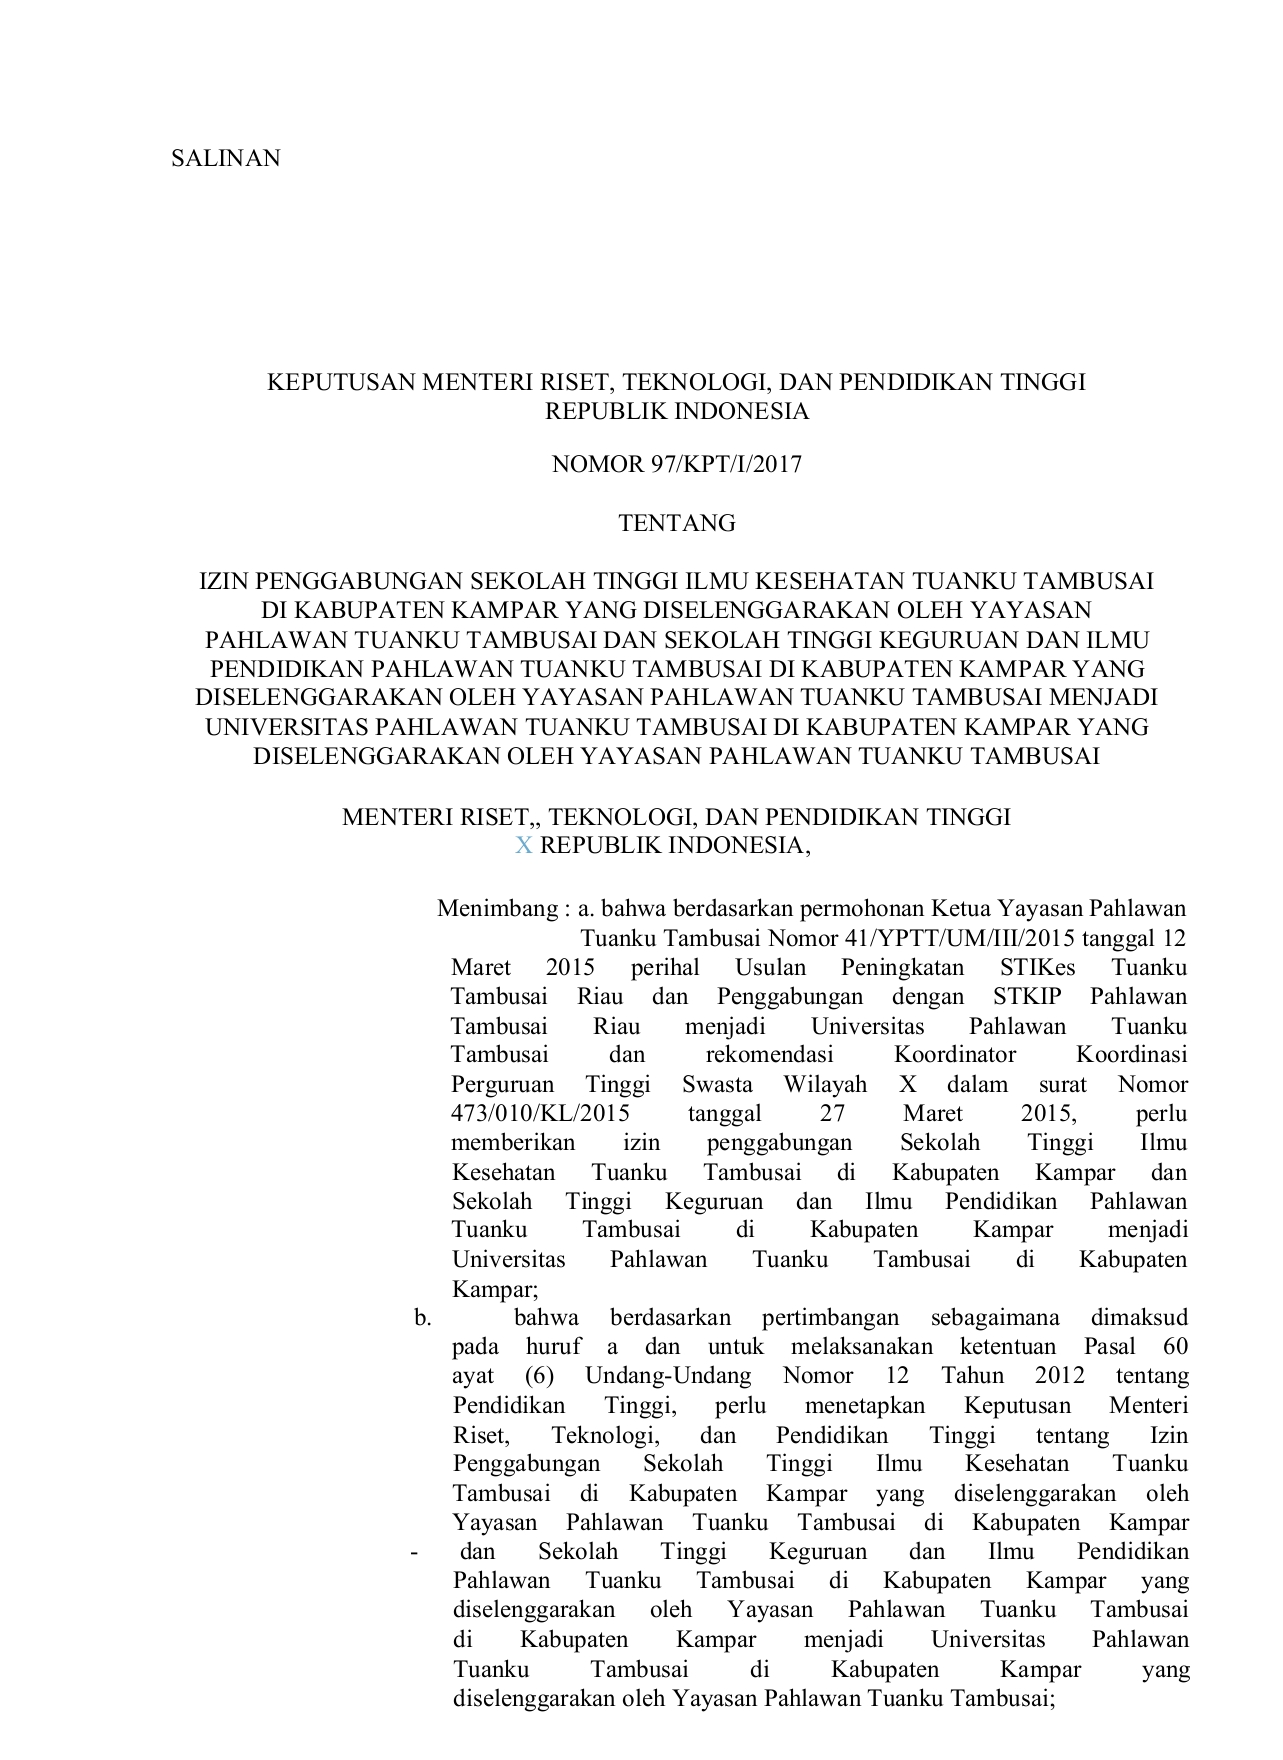 SALINAN
KEPUTUSAN MENTERI RISET, TEKNOLOGI, DAN PENDIDIKAN TINGGI
REPUBLIK INDONESIA
NOMOR 97/KPT/I/2017
TENTANG
IZIN PENGGABUNGAN SEKOLAH TINGGI ILMU KESEHATAN TUANKU TAMBUSAI
DI KABUPATEN KAMPAR YANG DISELENGGARAKAN OLEH YAYASAN
PAHLAWAN TUANKU TAMBUSAI DAN SEKOLAH TINGGI KEGURUAN DAN ILMU
PENDIDIKAN PAHLAWAN TUANKU TAMBUSAI DI KABUPATEN KAMPAR YANG
DISELENGGARAKAN OLEH YAYASAN PAHLAWAN TUANKU TAMBUSAI MENJADI
UNIVERSITAS PAHLAWAN TUANKU TAMBUSAI DI KABUPATEN KAMPAR YANG
DISELENGGARAKAN OLEH YAYASAN PAHLAWAN TUANKU TAMBUSAI
MENTERI RISET,, TEKNOLOGI, DAN PENDIDIKAN TINGGI
X REPUBLIK INDONESIA,
Menimbang : a. bahwa berdasarkan permohonan Ketua Yayasan Pahlawan
Tuanku Tambusai Nomor 41/YPTT/UM/III/2015 tanggal 12
Maret 2015 perihal Usulan Peningkatan STIKes Tuanku
Tambusai Riau dan Penggabungan dengan STKIP Pahlawan
Tambusai Riau menjadi Universitas Pahlawan Tuanku
Tambusai dan rekomendasi Koordinator Koordinasi
Perguruan Tinggi Swasta Wilayah X dalam surat Nomor
473/010/KL/2015 tanggal 27 Maret 2015, perlu
memberikan izin penggabungan Sekolah Tinggi Ilmu
Kesehatan Tuanku Tambusai di Kabupaten Kampar dan
Sekolah Tinggi Keguruan dan Ilmu Pendidikan Pahlawan
Tuanku Tambusai di Kabupaten Kampar menjadi
Universitas Pahlawan Tuanku Tambusai di Kabupaten
Kampar;
b. bahwa berdasarkan pertimbangan sebagaimana dimaksud
pada huruf a dan untuk melaksanakan ketentuan Pasal 60
ayat (6) Undang-Undang Nomor 12 Tahun 2012 tentang
Pendidikan Tinggi, perlu menetapkan Keputusan Menteri
Riset, Teknologi, dan Pendidikan Tinggi tentang Izin
Penggabungan Sekolah Tinggi Ilmu Kesehatan Tuanku
Tambusai di Kabupaten Kampar yang diselenggarakan oleh
Yayasan Pahlawan Tuanku Tambusai di Kabupaten Kampar
- dan Sekolah Tinggi Keguruan dan Ilmu Pendidikan
Pahlawan Tuanku Tambusai di Kabupaten Kampar yang
diselenggarakan oleh Yayasan Pahlawan Tuanku Tambusai
di Kabupaten Kampar menjadi Universitas Pahlawan
Tuanku Tambusai di Kabupaten Kampar yang
diselenggarakan oleh Yayasan Pahlawan Tuanku Tambusai;